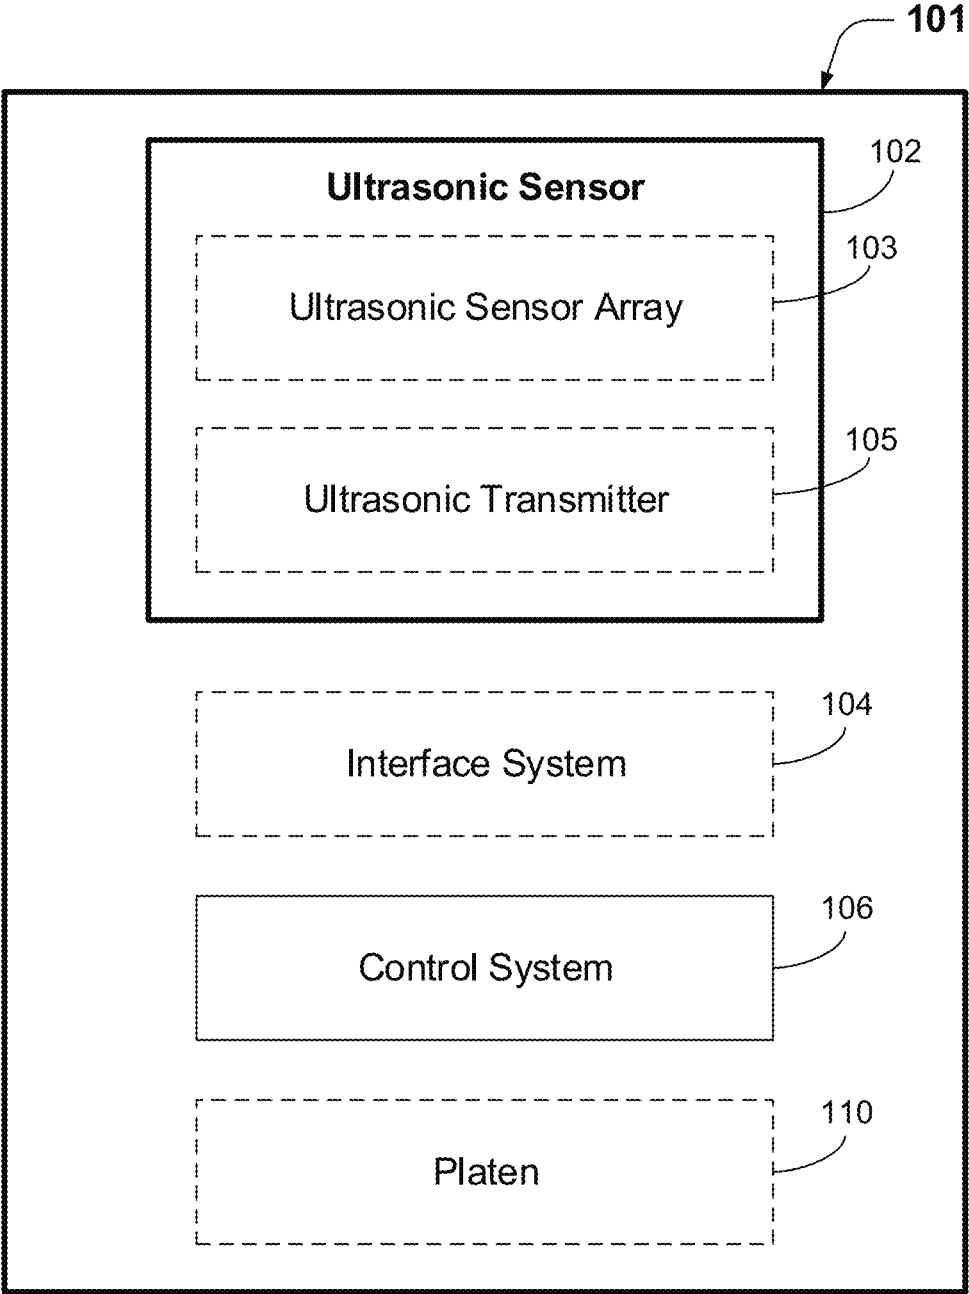 101
102
Ultrasonic Sensor
103
Ultrasonic Sensor Array
105
Ultrasonic Transmitter
104
Interface System
106
Control System
110
Platen